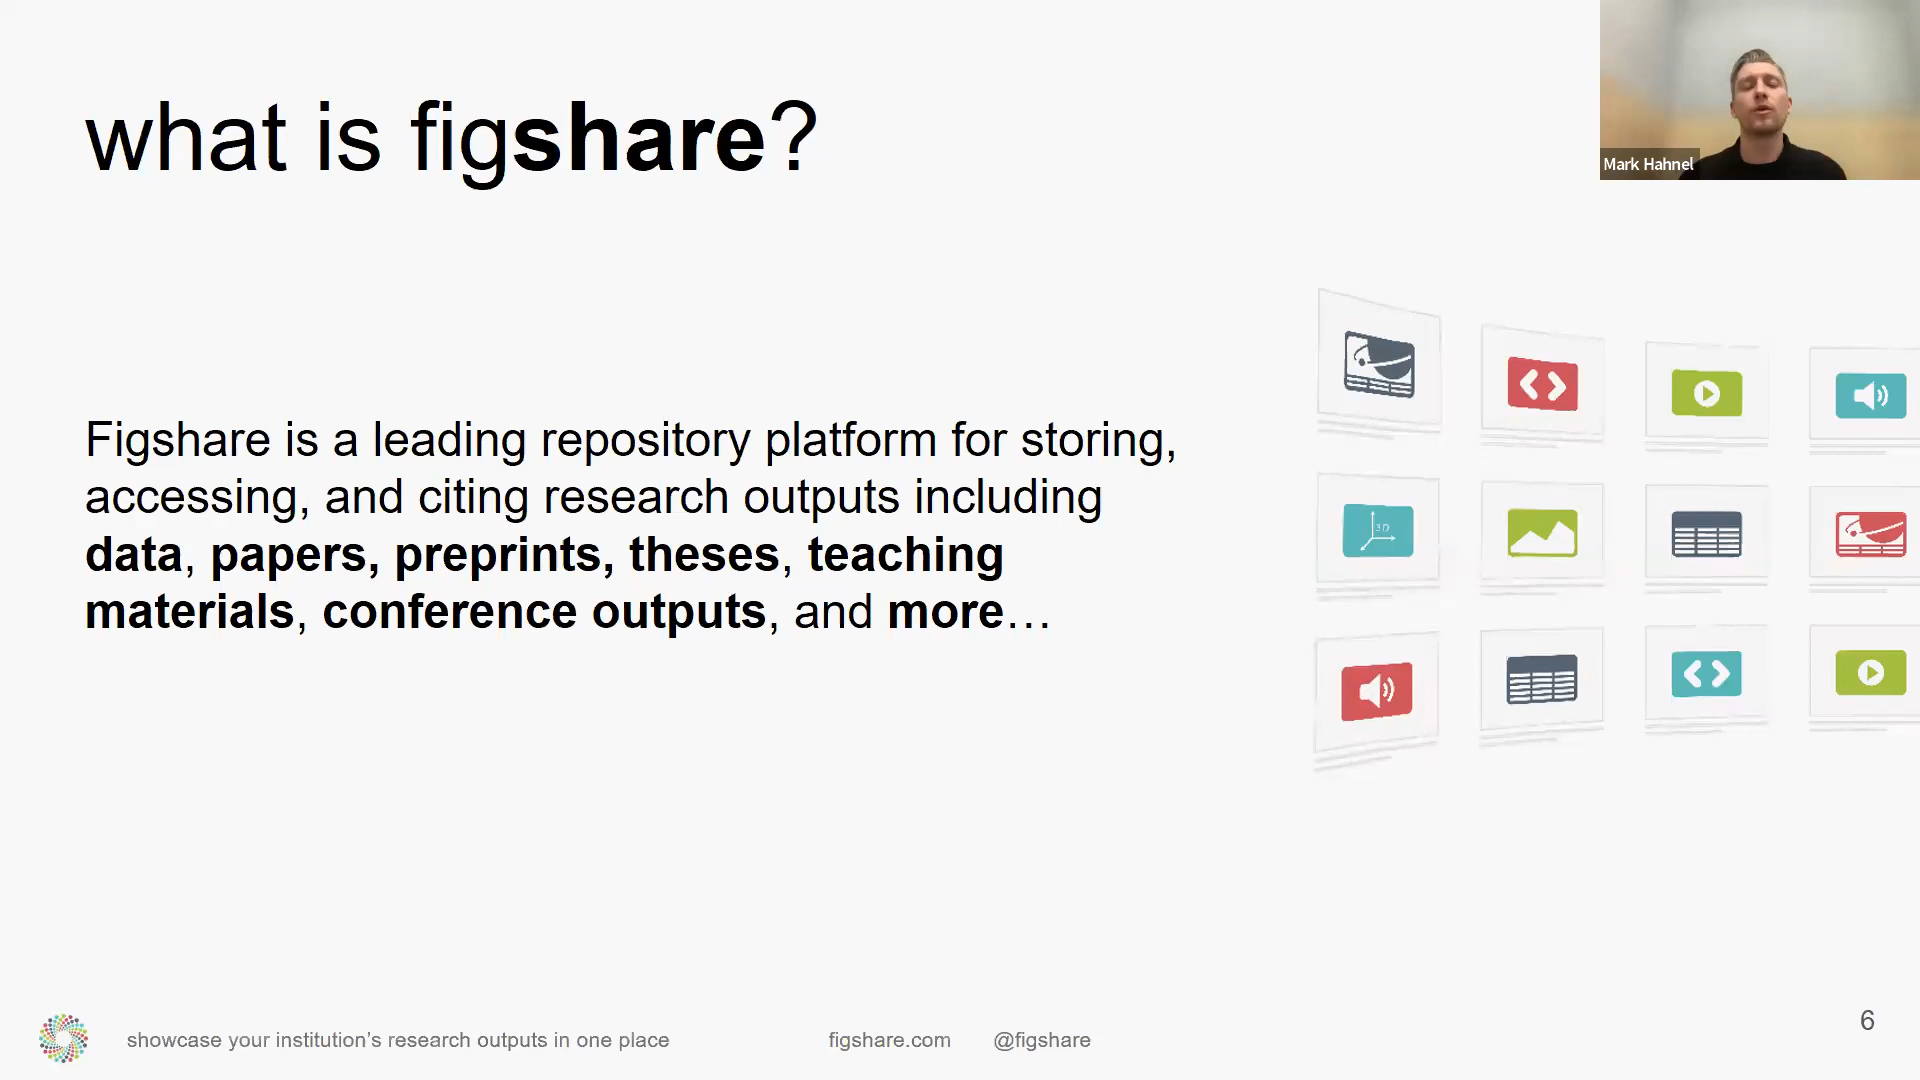 what is figshare?
Mark Hahnel
Figshare is a leading repository platform for storing,
accessing, and citing research outputs including
data, papers, preprints, theses, teaching
materials, conference outputs, and more…
3D
showcase your institution’s research outputs in one place
figshare.com
@figshare
6